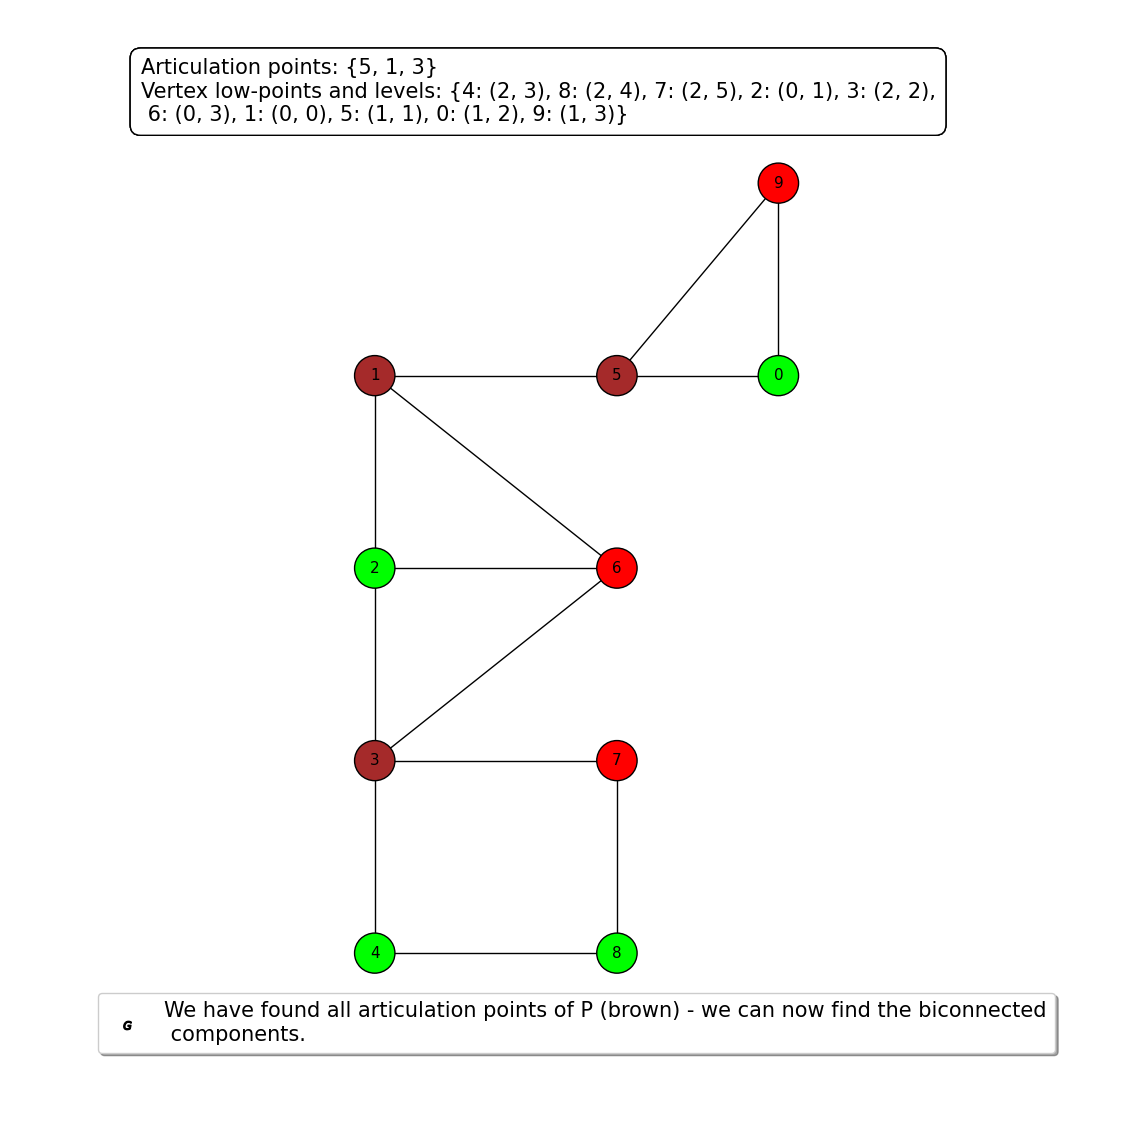 Articulation points: {5, 1, 3}
Vertex low-points and levels: {4: (2, 3), 8: (2, 4), 7: (2, 5), 2: (0, 1), 3: (2, 2),
6: (0, 3), 1: (0, 0), 5: (1, 1), 0: (1, 2), 9: (1, 3)}
9
1
5
0
2
6
3
7
4
8
G
We have found all articulation points of P (brown) - we can now find the biconnected
components.